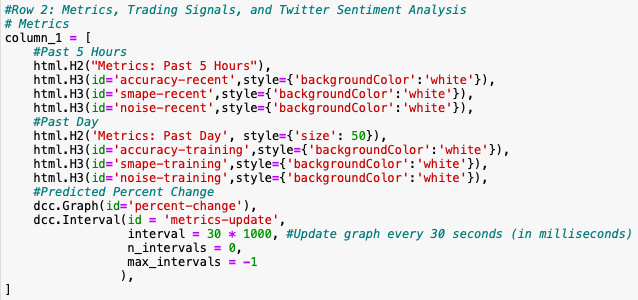 #Row 2: Metrics, Trading Signals, and Twitter Sentiment Analysis
# Metrics
column_1 = [
    #Past 5 Hours
    html.H2("Metrics: Past 5 Hours"),
    html.H3(id='accuracy-recent',style={'backgroundColor':'white'}),
    html.H3(id='smape-recent',style={'backgroundColor':'white'}),
    html.H3(id='noise-recent',style={'backgroundColor':'white'}),
    #Past Day
    html.H2('Metrics: Past Day', style={'size': 50}),
    html.H3(id='accuracy-training',style={'backgroundColor':'white'}),
    html.H3(id='smape-training',style={'backgroundColor':'white'}),
    html.H3(id='noise-training',style={'backgroundColor':'white'}),
    #Predicted Percent Change
    dcc.Graph(id='percent-change'),
    dcc.Interval(id = 'metrics-update',
                 interval = 30 * 1000, #Update graph every 30 seconds (in milliseconds)
                 n_intervals = 0,
                 max_intervals = -1
                ),
]